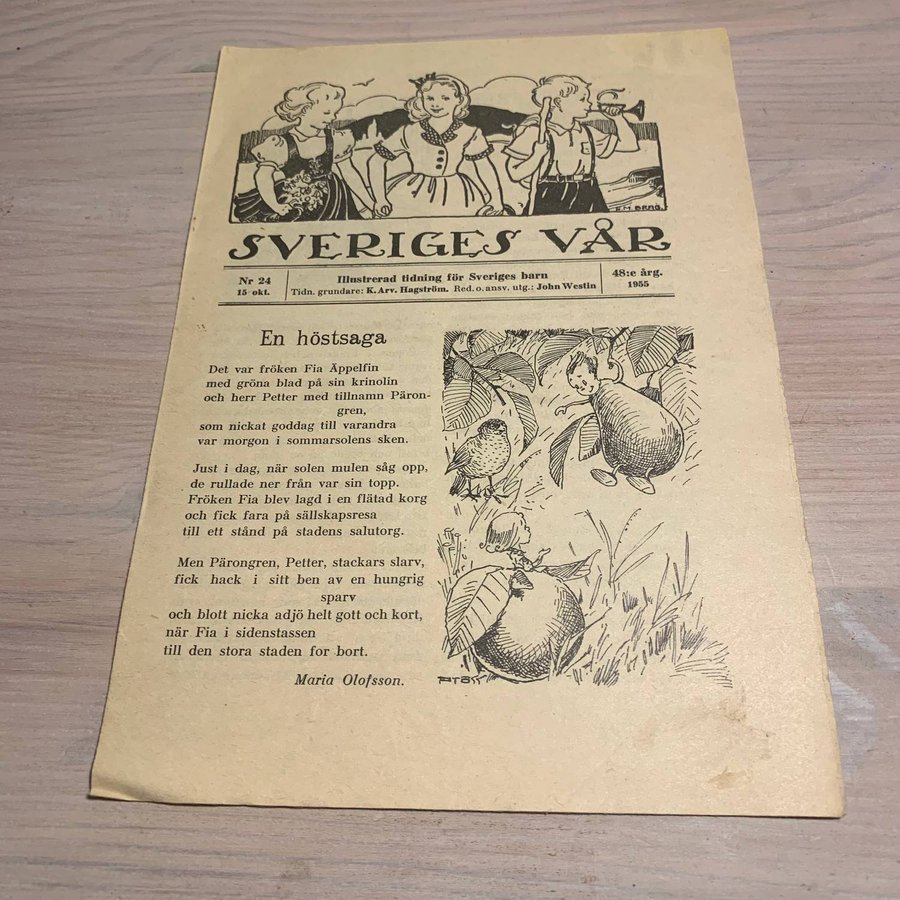 E.M. BERG.
SVERIGES VÅR
Nr 24
15 okt.
Illustrerad tidning för Sveriges barn
Tidn. grundare: K. Arv. Hagström. Red. o. ansv. utg.: John Westin
48:e årg.
1955
En höstsaga
Det var fröken Fia Äppelfin
med gröna blad på sin krinolin
och herr Petter med tillnamn Päron-
gren,
som nickat goddag till varandra
var morgon i sommarsolens sken.
Just i dag, när solen mulen såg opp,
de rullade ner från var sin topp.
Fröken Fia blev lagd i en flätad korg
och fick fara på sällskapsresa
till ett stånd på stadens salutorg.
Men Pärongren, Petter, stackars slarv,
fick hack i sitt ben av en hungrig
sparv
och blott nicka adjö helt gott och kort,
när Fia i sidenstassen
till den stora staden for bort.
Maria Olofsson.